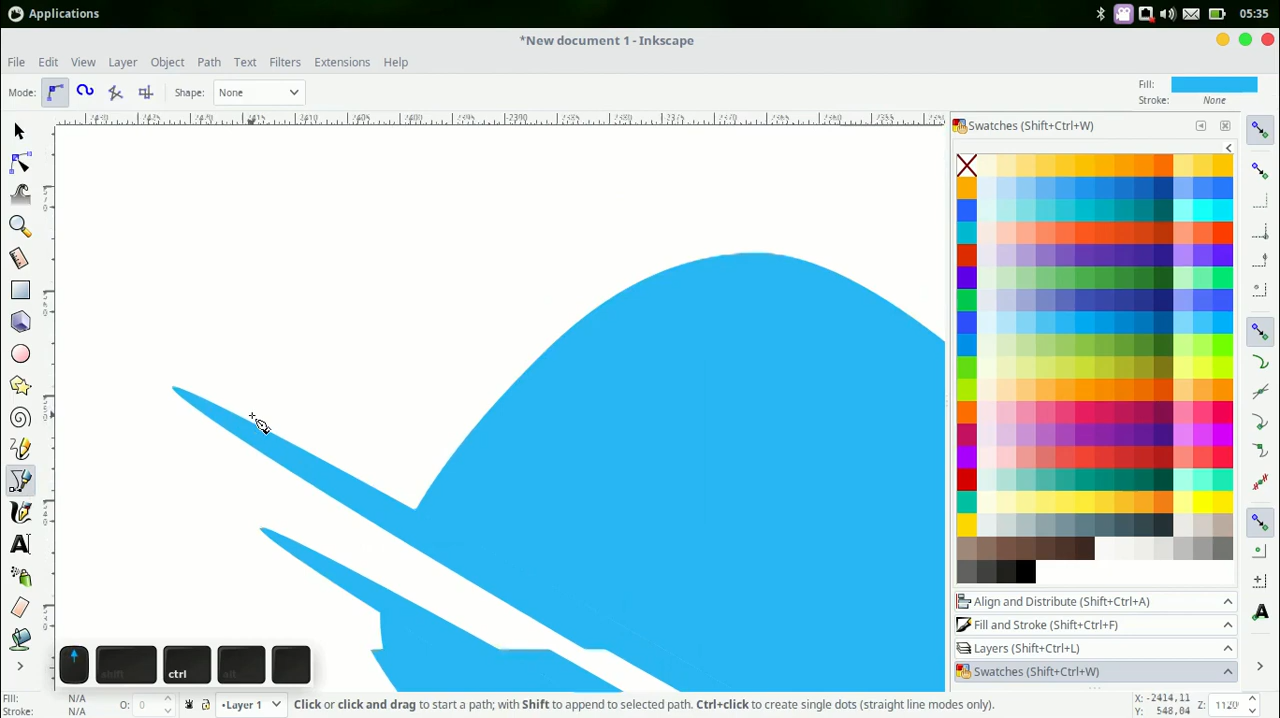 Applications
05:35
*New document 1 - Inkscape
File Edit View Layer Object Path Text Filters Extensions Help
Mode: Shape: None
Fill:
Stroke: None
Swatches (Shift+Ctrl+W)
Align and Distribute (Shift+Ctrl+A)
Fill and Stroke (Shift+Ctrl+F)
Layers (Shift+Ctrl+L)
Swatches (Shift+Ctrl+W)
shift ctrl alt
Fill: N/A O: 0 •Layer 1 Click or click and drag to start a path; with Shift to append to selected path. Ctrl+click to create single dots (straight line modes only). X: -2414,11 Z:
Stroke: N/A Y: 548,04